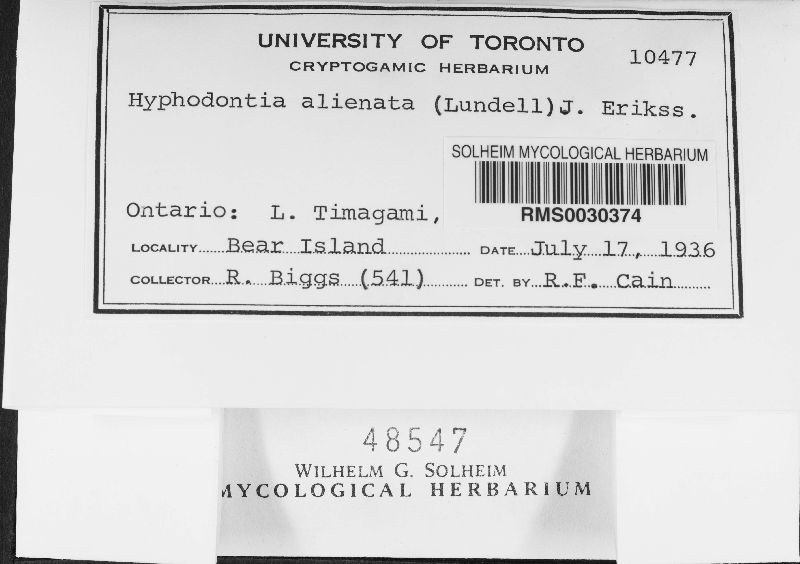 UNIVERSITY OF TORONTO
10477
CRYPTOGAMIC HERBARIUM
Hyphodontia alienata (Lundell)J. Erikss.
SOLHEIM MYCOLOGICAL HERBARIUM
RMS0030374
Ontario: L. Timagami,
LOCALITY Bear Island DATE July 17, 1936
COLLECTOR R. Biggs (541) DET. BY R.F. Cain
48547
WILHELM G. SOLHEIM
MYCOLOGICAL HERBARIUM